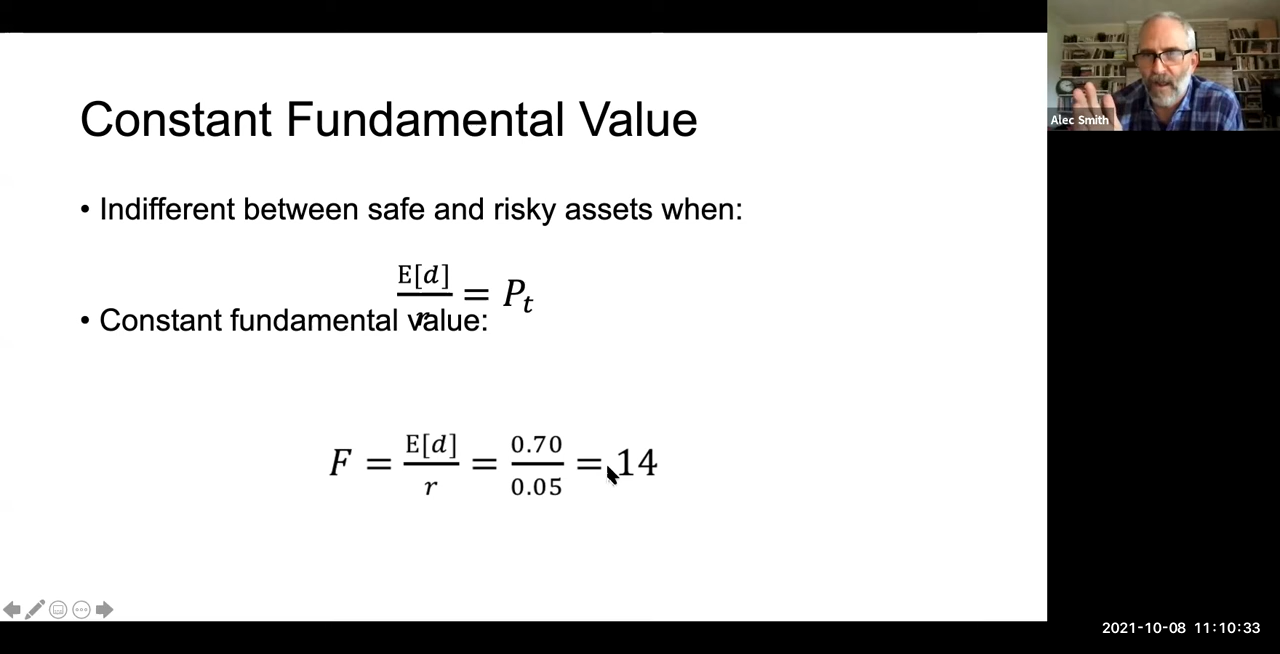 Constant Fundamental Value
• Indifferent between safe and risky assets when:
E[d]/r = Pₜ
• Constant fundamental value:
F = E[d]/r = 0.70/0.05 = 14
Alec Smith
2021-10-08 11:10:33